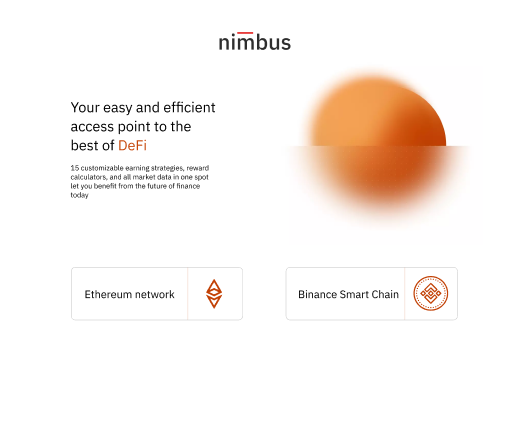 nimbus
Your easy and efficient
access point to the
best of DeFi
15 customizable earning strategies, reward
calculators, and all market data in one spot
let you benefit from the future of finance
today
Ethereum network
Binance Smart Chain